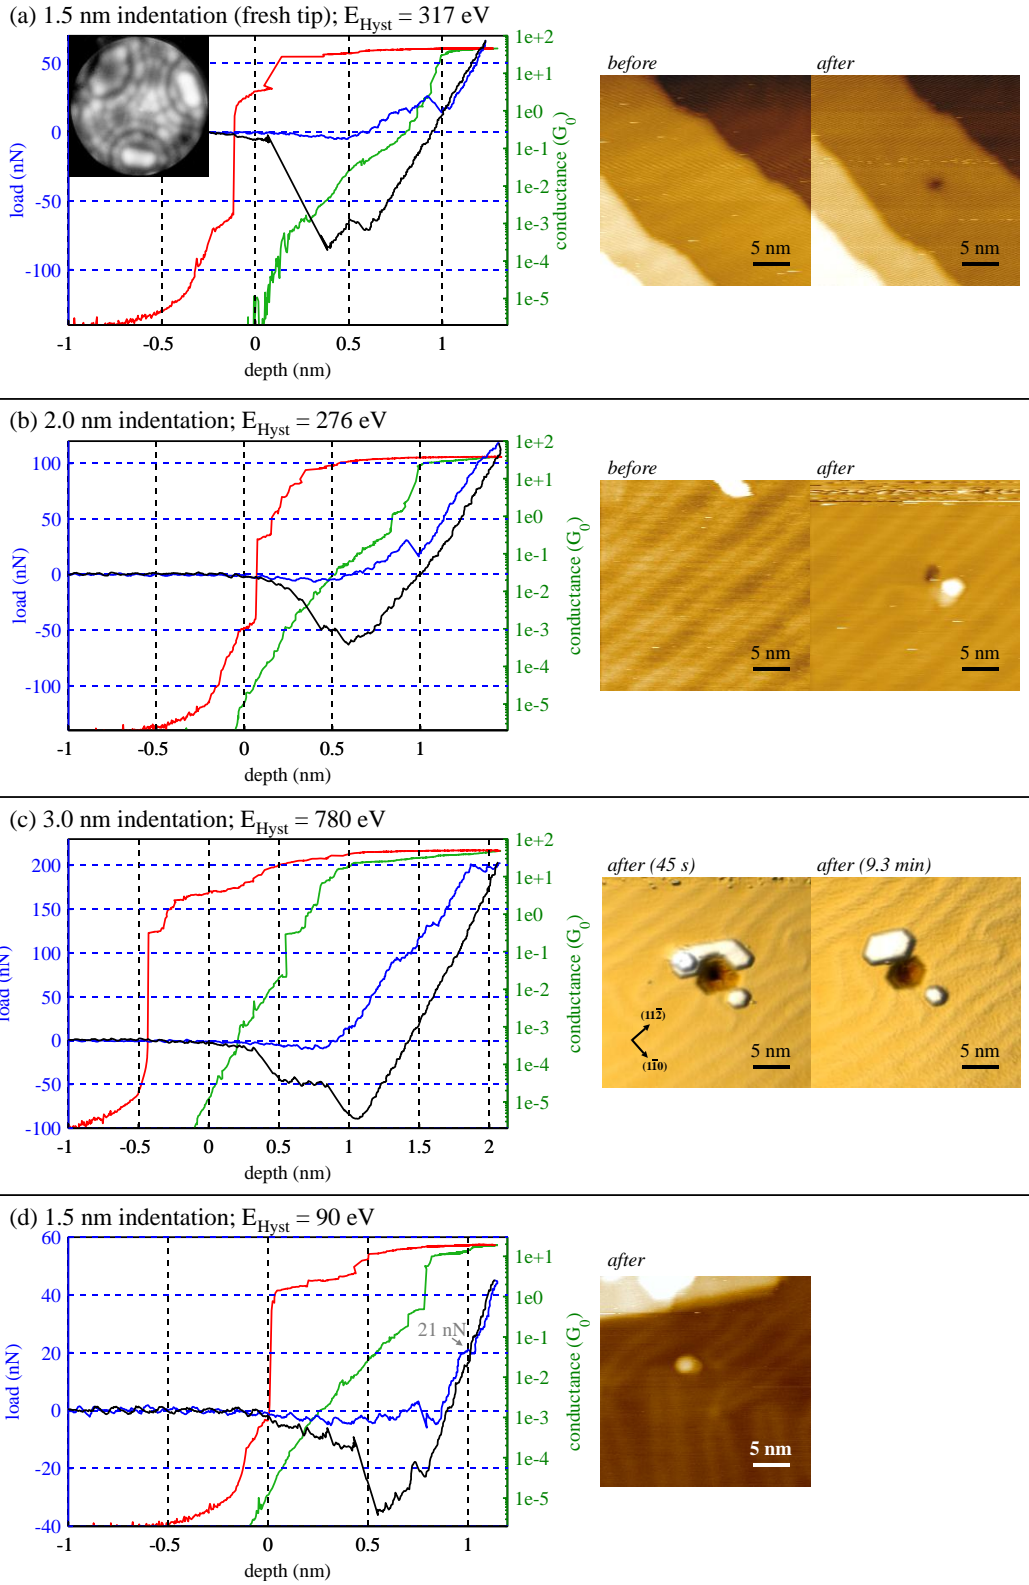 (a) 1.5 nm indentation (fresh tip); E_Hyst = 317 eV
50
0
-50
-100
load (nN)
-1
-0.5
0
0.5
1
depth (nm)
1e+2
1e+1
1e+0
1e-1
1e-2
1e-3
1e-4
1e-5
conductance (G_0)
before
after
5 nm
5 nm
(b) 2.0 nm indentation; E_Hyst = 276 eV
100
50
0
-50
-100
load (nN)
-1
-0.5
0
0.5
1
depth (nm)
1e+2
1e+1
1e+0
1e-1
1e-2
1e-3
1e-4
1e-5
conductance (G_0)
before
after
5 nm
5 nm
(c) 3.0 nm indentation; E_Hyst = 780 eV
200
150
100
50
0
-50
-100
load (nN)
-1
-0.5
0
0.5
1
1.5
2
depth (nm)
1e+2
1e+1
1e+0
1e-1
1e-2
1e-3
1e-4
1e-5
conductance (G_0)
after (45 s)
after (9.3 min)
(112̅)
(11̅0)
5 nm
5 nm
(d) 1.5 nm indentation; E_Hyst = 90 eV
60
40
20
0
-20
-40
load (nN)
21 nN
-1
-0.5
0
0.5
1
depth (nm)
1e+2
1e+1
1e+0
1e-1
1e-2
1e-3
1e-4
1e-5
conductance (G_0)
after
5 nm